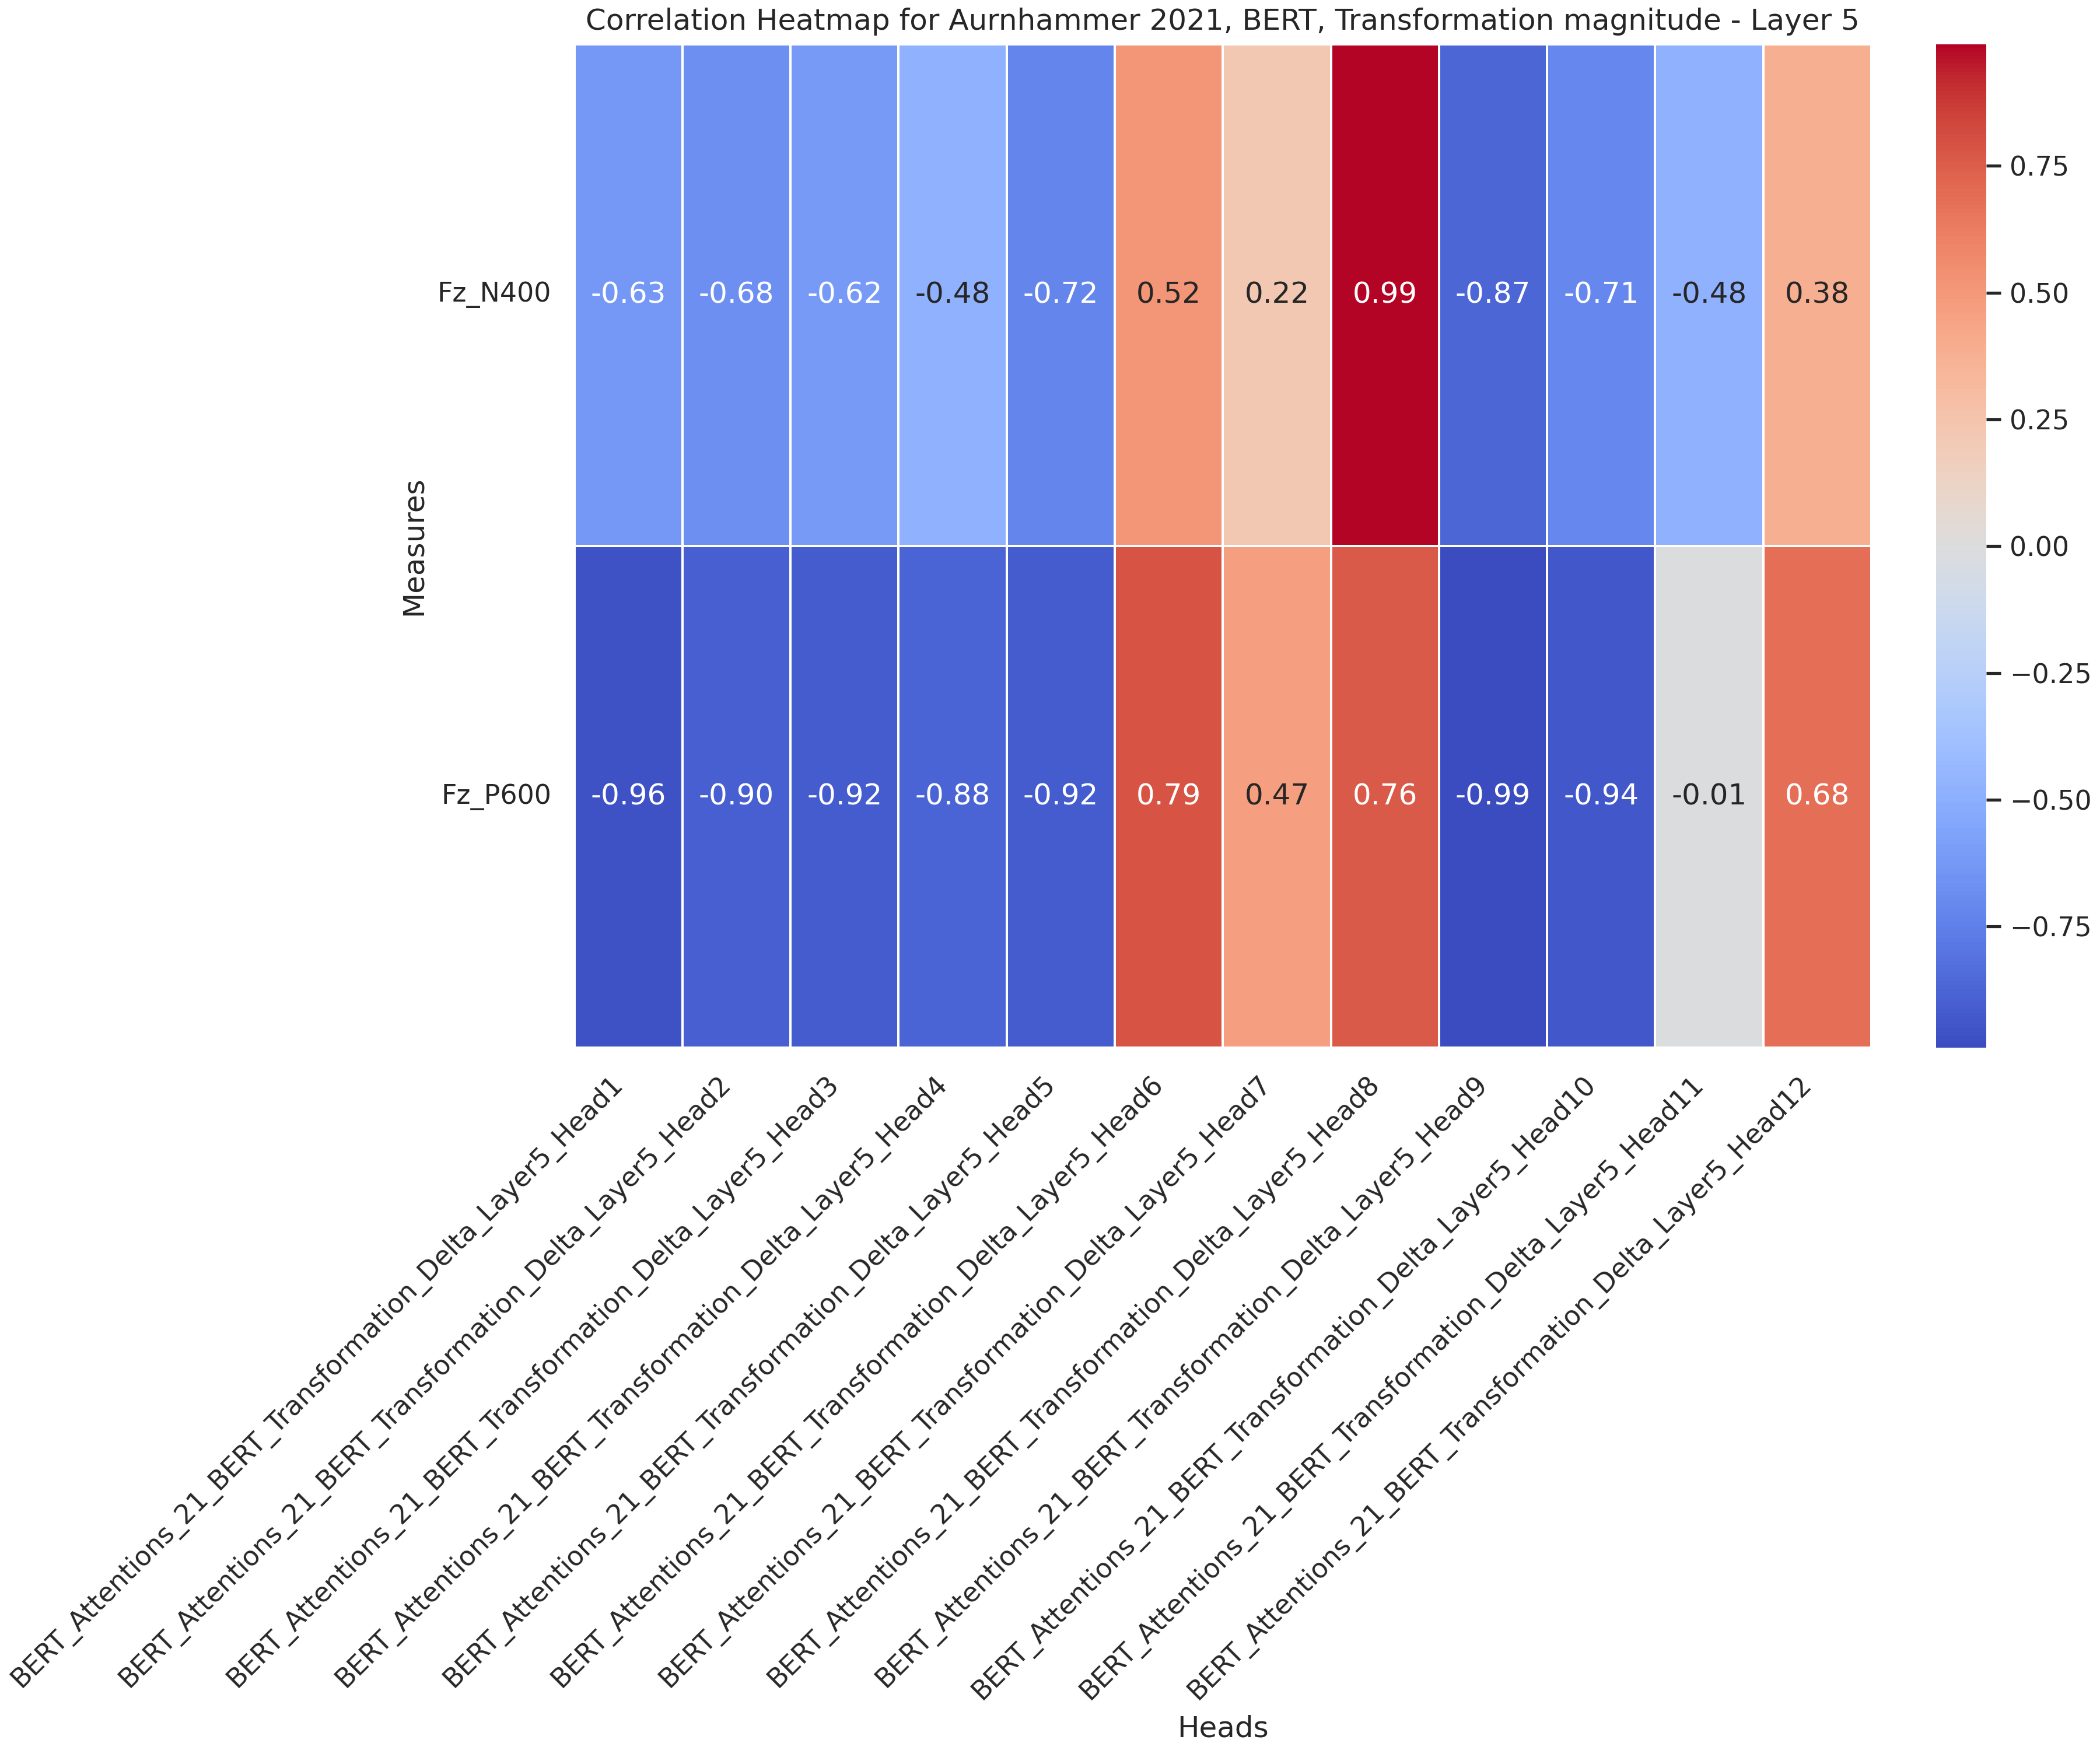 Correlation Heatmap for Aurnhammer 2021, BERT, Transformation magnitude - Layer 5
Measures
Fz_N400
-0.63 -0.68 -0.62 -0.48 -0.72 0.52 0.22 0.99 -0.87 -0.71 -0.48 0.38
Fz_P600
-0.96 -0.90 -0.92 -0.88 -0.92 0.79 0.47 0.76 -0.99 -0.94 -0.01 0.68
0.75
0.50
0.25
0.00
−0.25
−0.50
−0.75
BERT_Attentions_21_BERT_Transformation_Delta_Layer5_Head1
BERT_Attentions_21_BERT_Transformation_Delta_Layer5_Head2
BERT_Attentions_21_BERT_Transformation_Delta_Layer5_Head3
BERT_Attentions_21_BERT_Transformation_Delta_Layer5_Head4
BERT_Attentions_21_BERT_Transformation_Delta_Layer5_Head5
BERT_Attentions_21_BERT_Transformation_Delta_Layer5_Head6
BERT_Attentions_21_BERT_Transformation_Delta_Layer5_Head7
BERT_Attentions_21_BERT_Transformation_Delta_Layer5_Head8
BERT_Attentions_21_BERT_Transformation_Delta_Layer5_Head9
BERT_Attentions_21_BERT_Transformation_Delta_Layer5_Head10
BERT_Attentions_21_BERT_Transformation_Delta_Layer5_Head11
BERT_Attentions_21_BERT_Transformation_Delta_Layer5_Head12
Heads